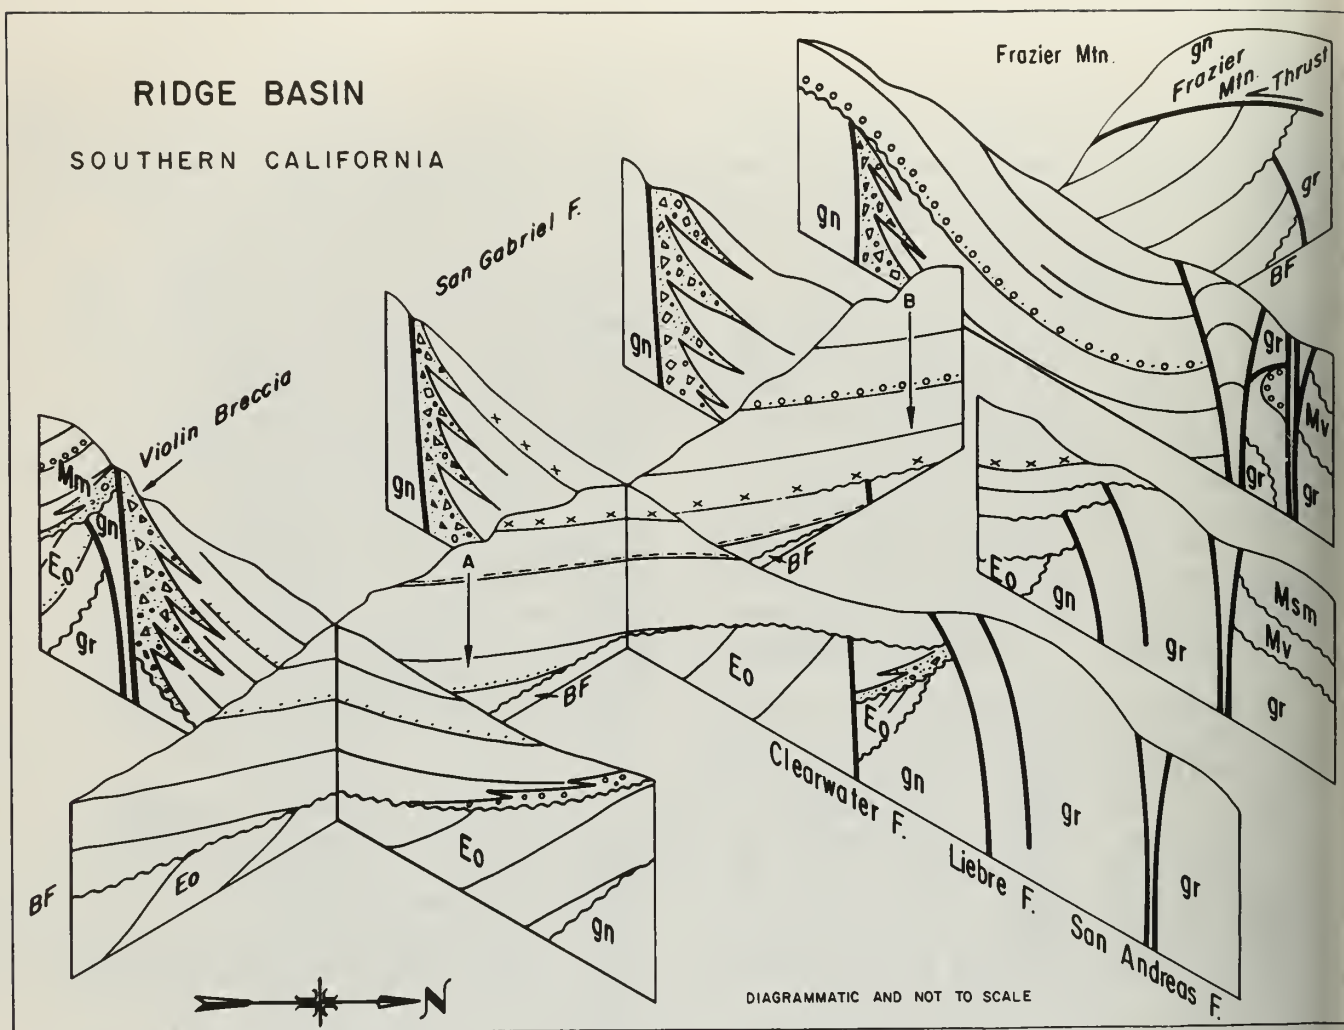 RIDGE BASIN
SOUTHERN CALIFORNIA
Frazier Mtn.
gn
Frazier
Mtn. Thrust
gr
BF
gn
San Gabriel F.
gn
B
gr
Mv
gr
gr
Violin Breccia
Mm
gn
Eo
gr
gn
A
BF
Eo
gn
gr
Msm
Mv
gr
BF
Eo
Eo
gn
gr
gr
Clearwater F.
Liebre F.
San Andreas F.
BF
Eo
Eo
gn
N
DIAGRAMMATIC AND NOT TO SCALE